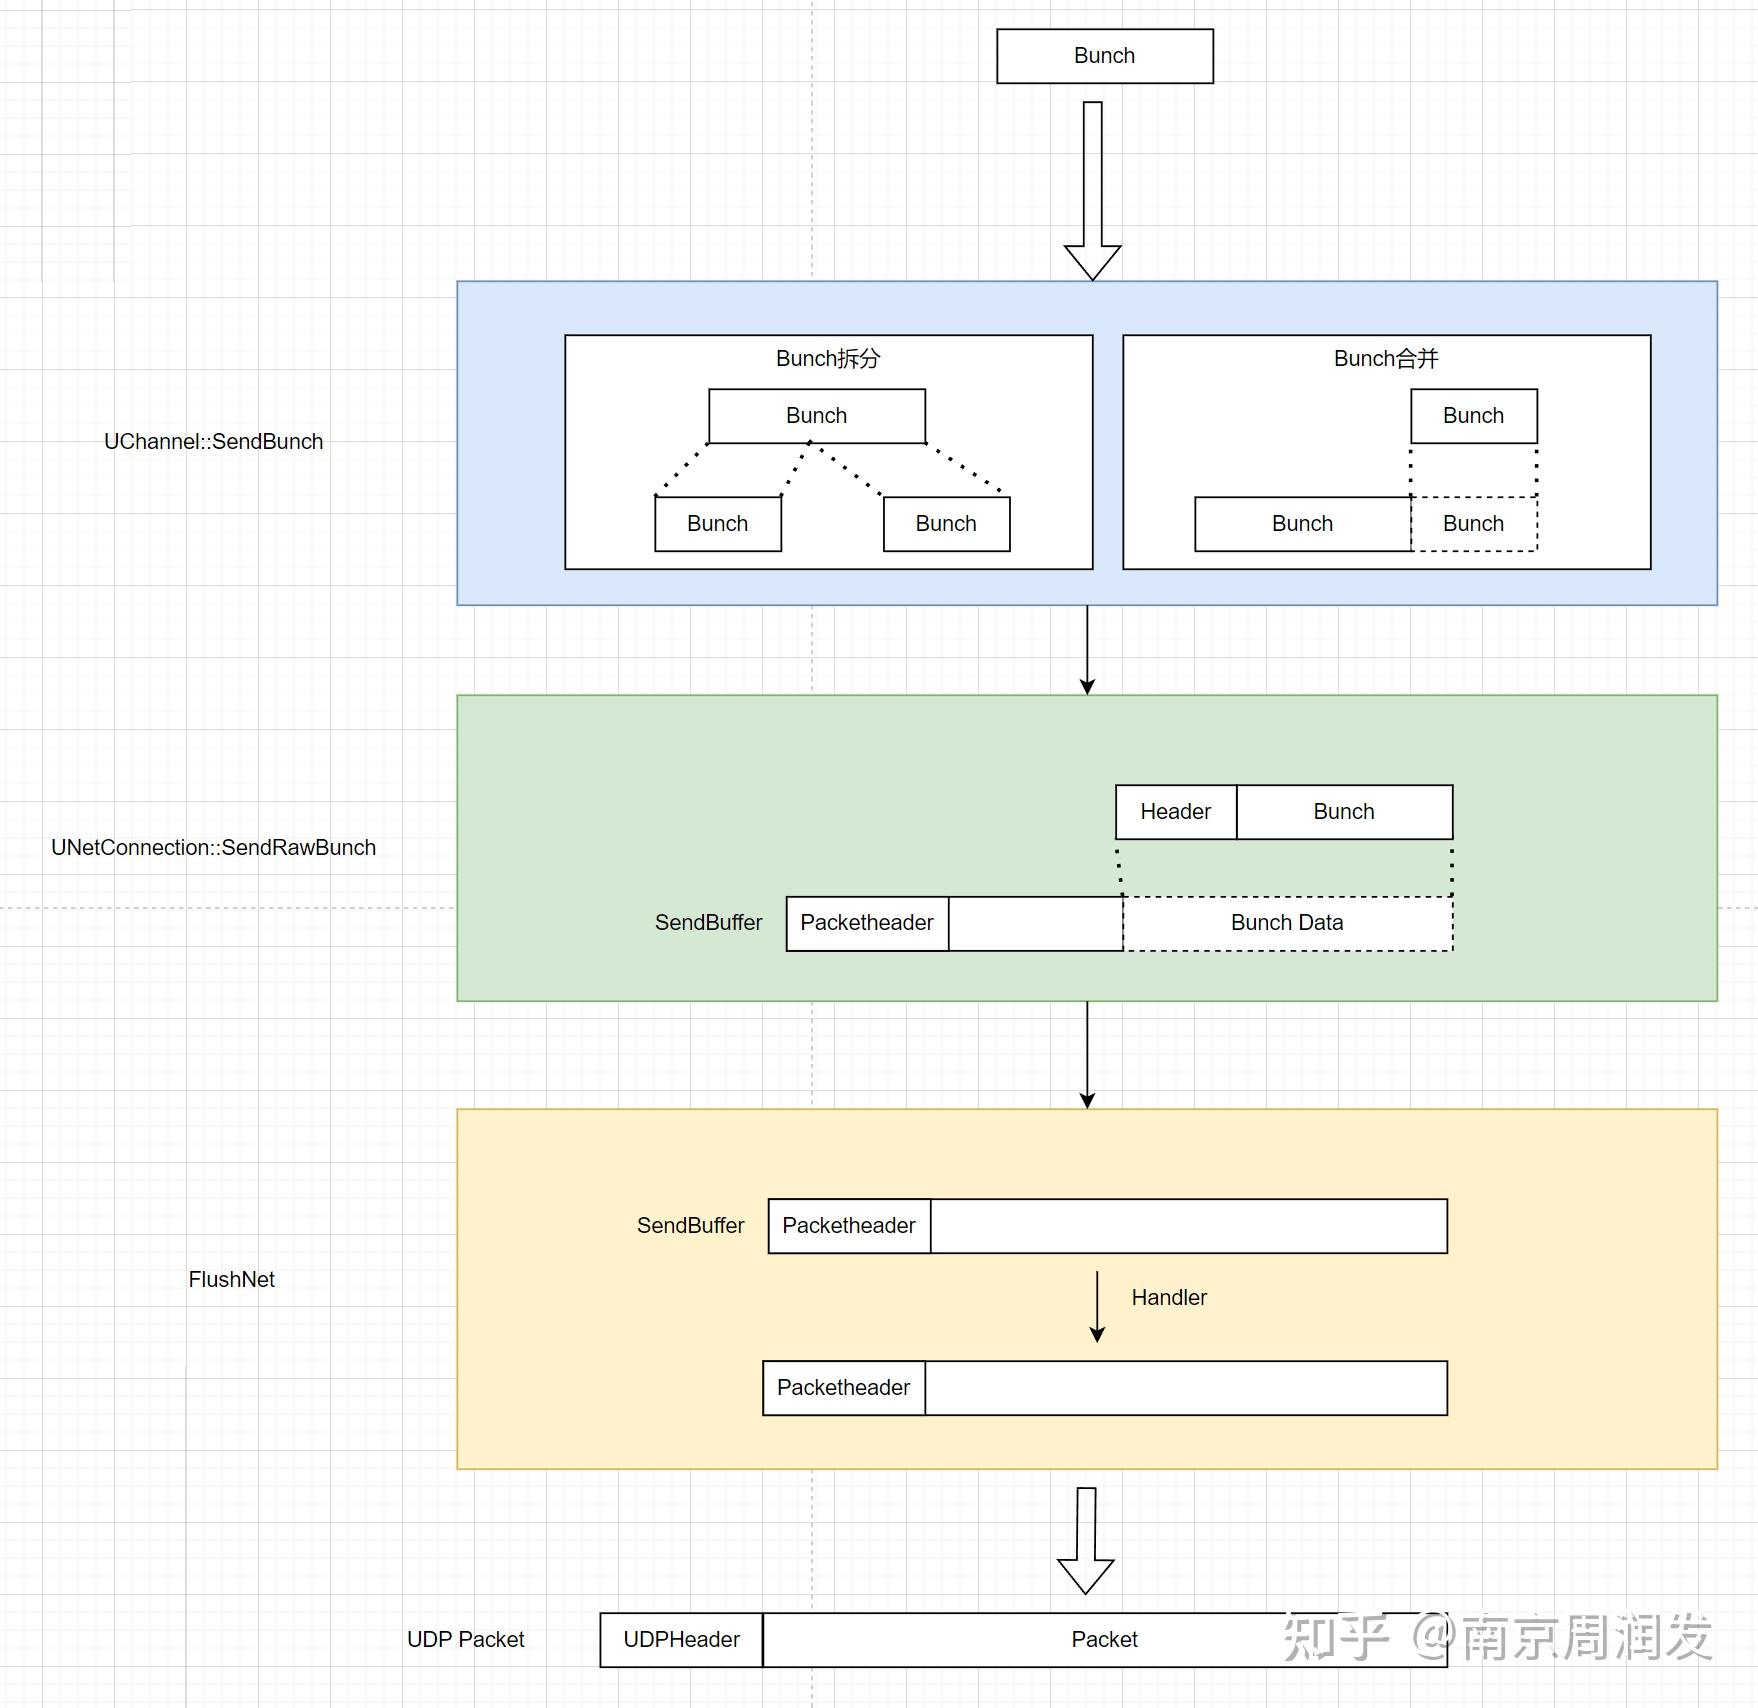 Bunch
Bunch拆分
Bunch
Bunch
Bunch
Bunch合并
Bunch
Bunch
Bunch
UChannel::SendBunch
Header
Bunch
UNetConnection::SendRawBunch
SendBuffer
Packetheader
Bunch Data
SendBuffer
Packetheader
FlushNet
Handler
Packetheader
UDP Packet
UDPHeader
Packet
知乎 @南京周润发